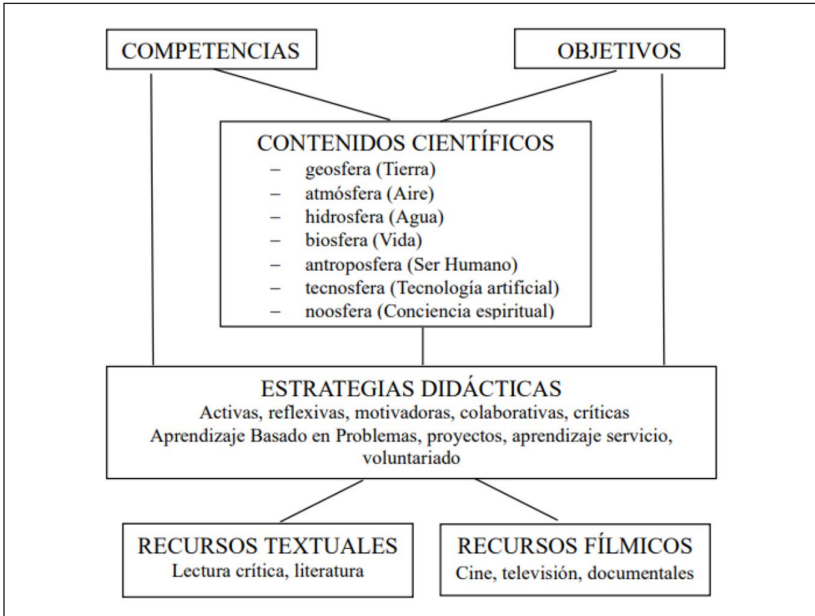 COMPETENCIAS
OBJETIVOS
CONTENIDOS CIENTÍFICOS
– geosfera (Tierra)
– atmósfera (Aire)
– hidrosfera (Agua)
– biosfera (Vida)
– antroposfera (Ser Humano)
– tecnosfera (Tecnología artificial)
– noosfera (Conciencia espiritual)
ESTRATEGIAS DIDÁCTICAS
Activas, reflexivas, motivadoras, colaborativas, críticas
Aprendizaje Basado en Problemas, proyectos, aprendizaje servicio,
voluntariado
RECURSOS TEXTUALES
Lectura crítica, literatura
RECURSOS FÍLMICOS
Cine, televisión, documentales